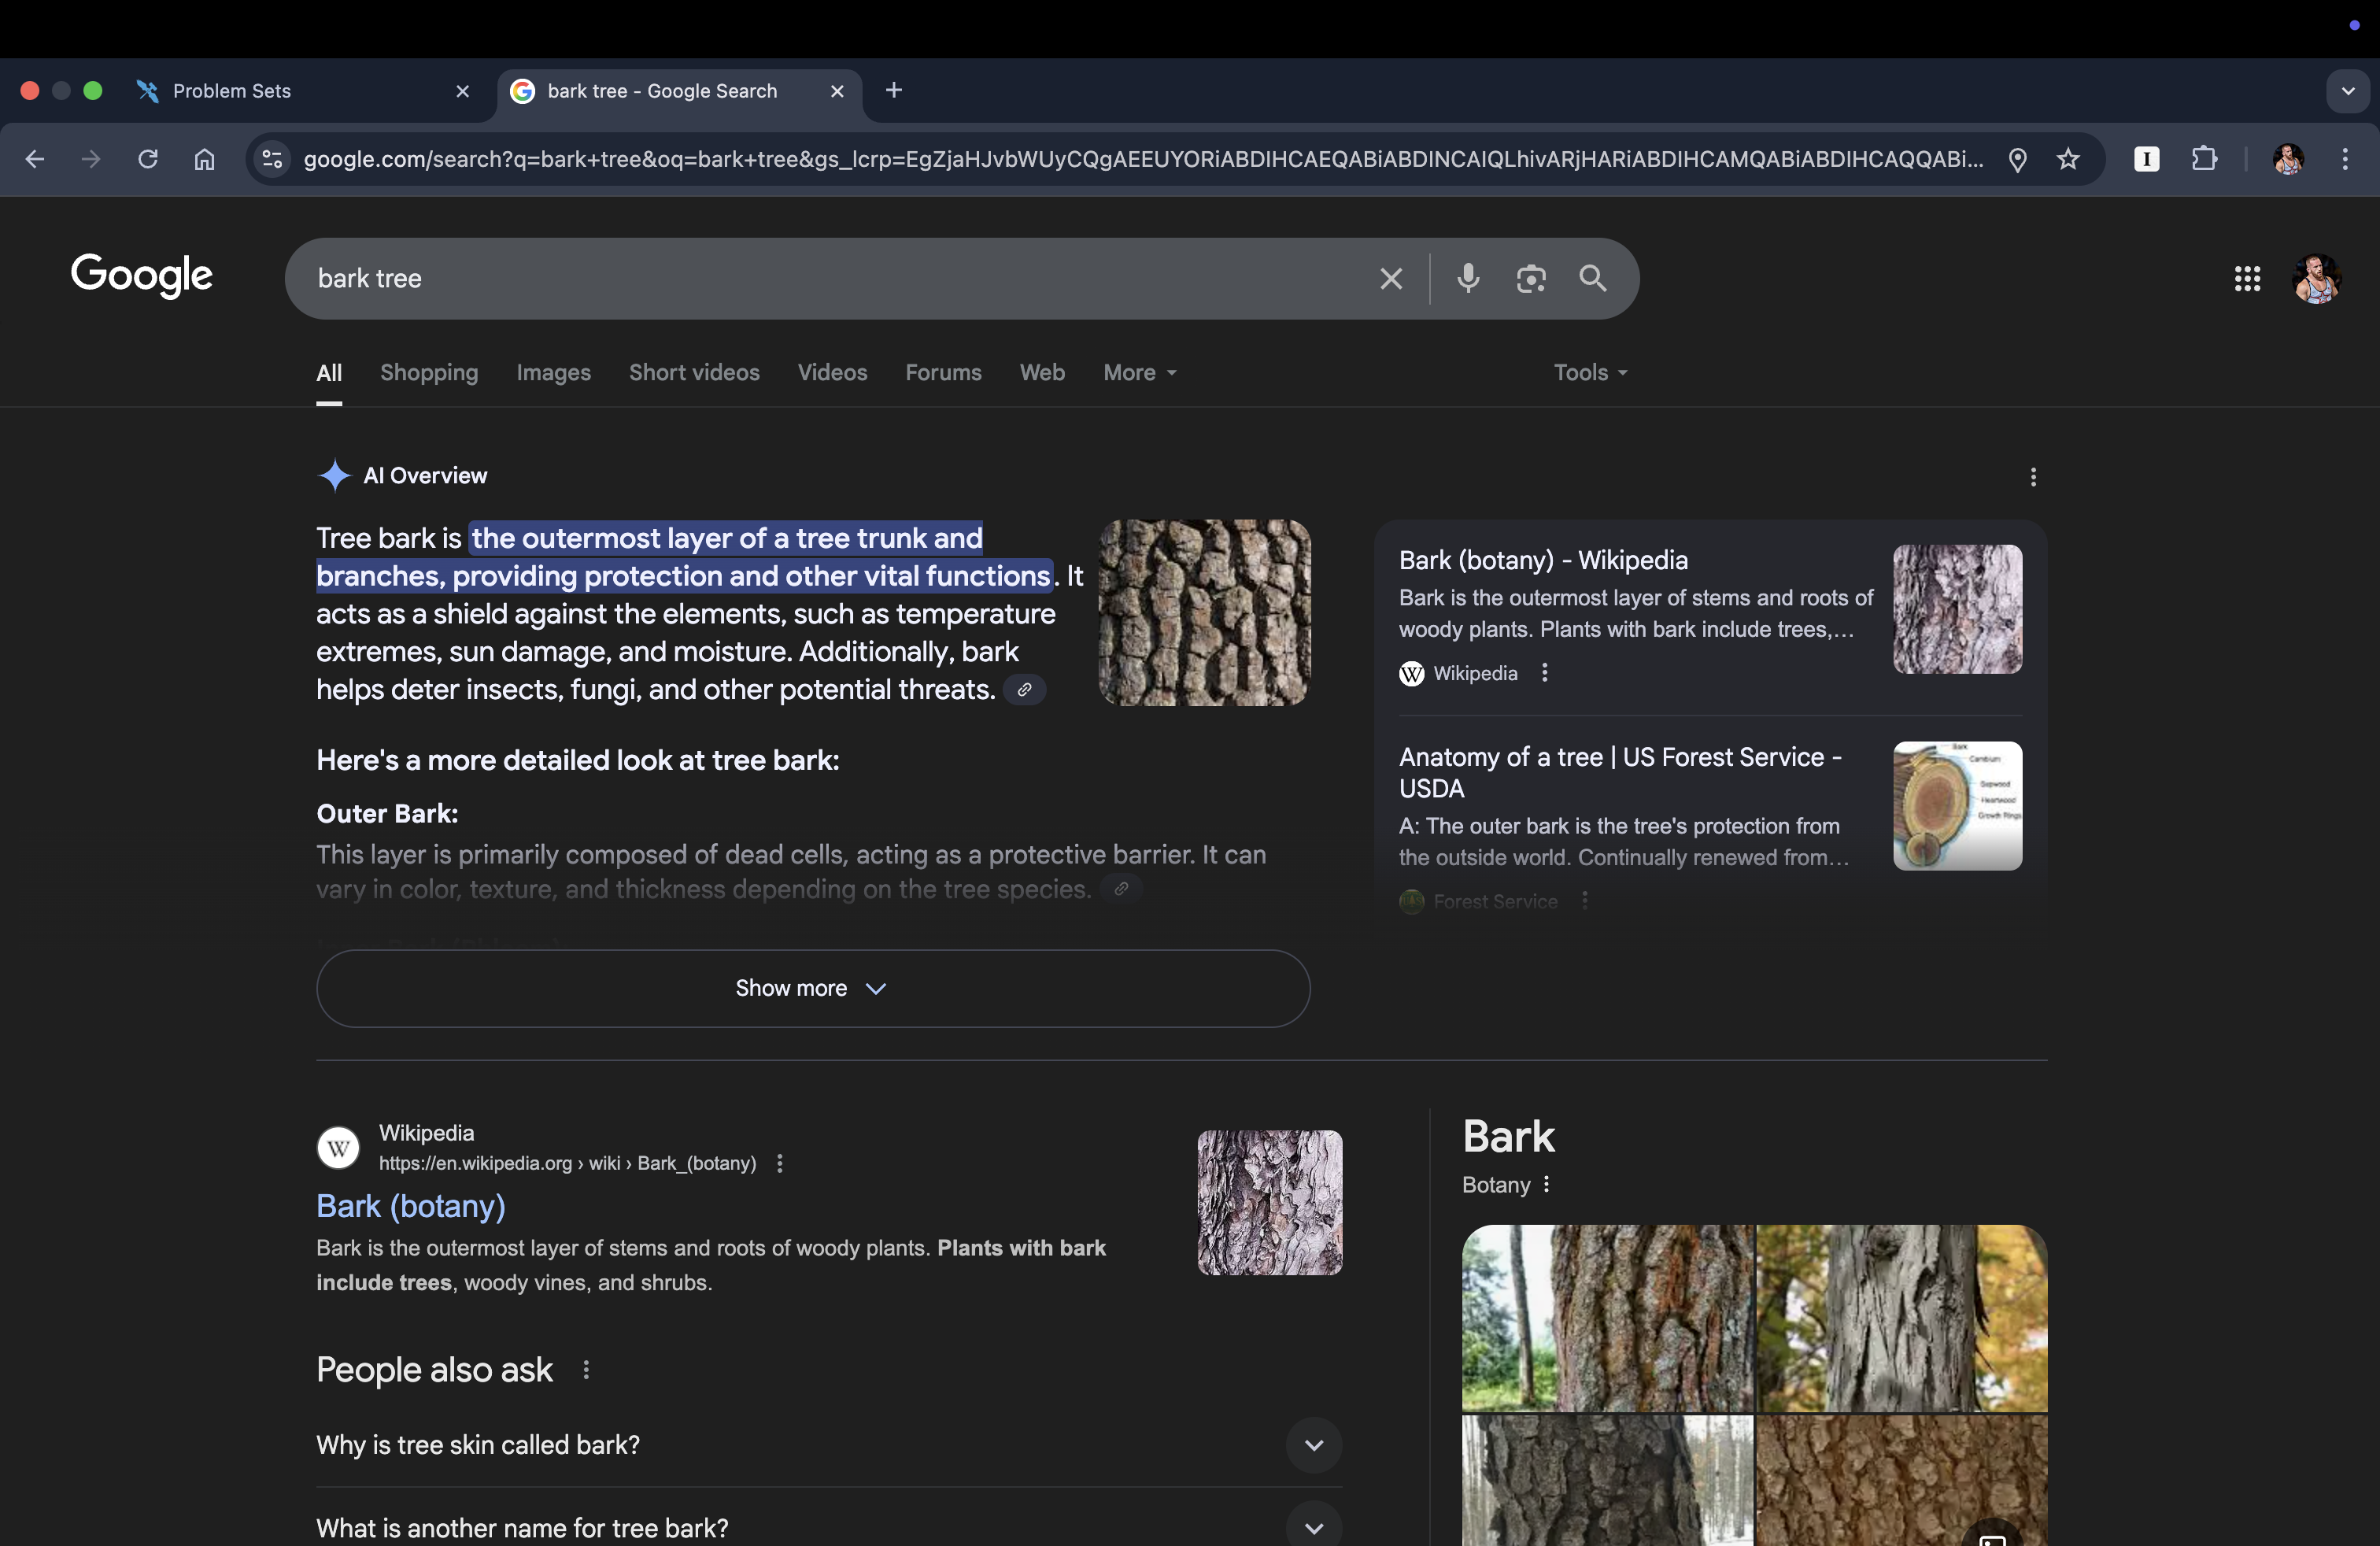 Problem Sets
bark tree - Google Search
google.com/search?q=bark+tree&oq=bark+tree&gs_lcrp=EgZjaHJvbWUyCQgAEEUYORiABDIHCAEQABiABDINCAIQLhivARjHARiABDIHCAMQABiABDIHCAQQABi...
I
Google
bark tree
All Shopping Images Short videos Videos Forums Web More Tools
AI Overview
Tree bark is the outermost layer of a tree trunk and
branches, providing protection and other vital functions. It
acts as a shield against the elements, such as temperature
extremes, sun damage, and moisture. Additionally, bark
helps deter insects, fungi, and other potential threats.
Here's a more detailed look at tree bark:
Outer Bark:
This layer is primarily composed of dead cells, acting as a protective barrier. It can
vary in color, texture, and thickness depending on the tree species.
Show more
Bark (botany) - Wikipedia
Bark is the outermost layer of stems and roots of
woody plants. Plants with bark include trees,...
W Wikipedia
Anatomy of a tree | US Forest Service -
USDA
A: The outer bark is the tree's protection from
the outside world. Continually renewed from...
Forest Service
Bark
Cambium
Sapwood
Heartwood
Growth Rings
W
Wikipedia
https://en.wikipedia.org › wiki › Bark_(botany)
Bark (botany)
Bark is the outermost layer of stems and roots of woody plants. Plants with bark
include trees, woody vines, and shrubs.
People also ask
Why is tree skin called bark?
What is another name for tree bark?
Bark
Botany